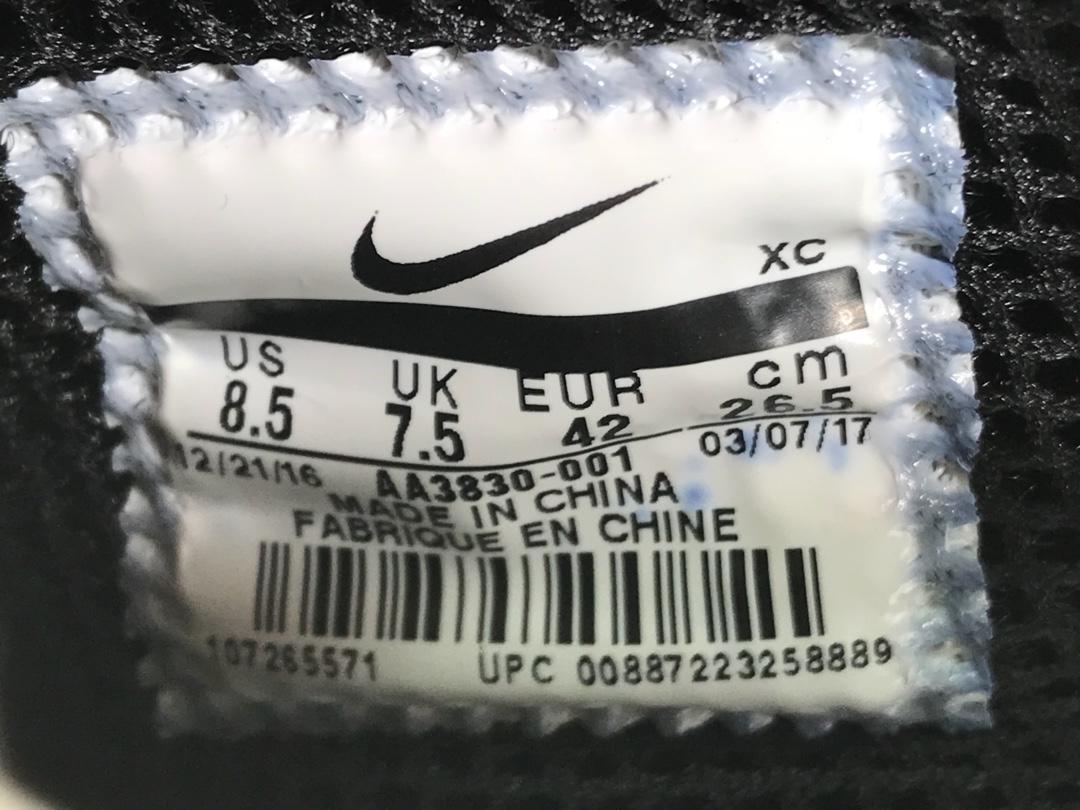 XC
US UK EUR cm
8.5 7.5 42 26.5
12/21/16 03/07/17
AA3830-001
MADE IN CHINA
FABRIQUE EN CHINE
107265571 UPC 00887223258889